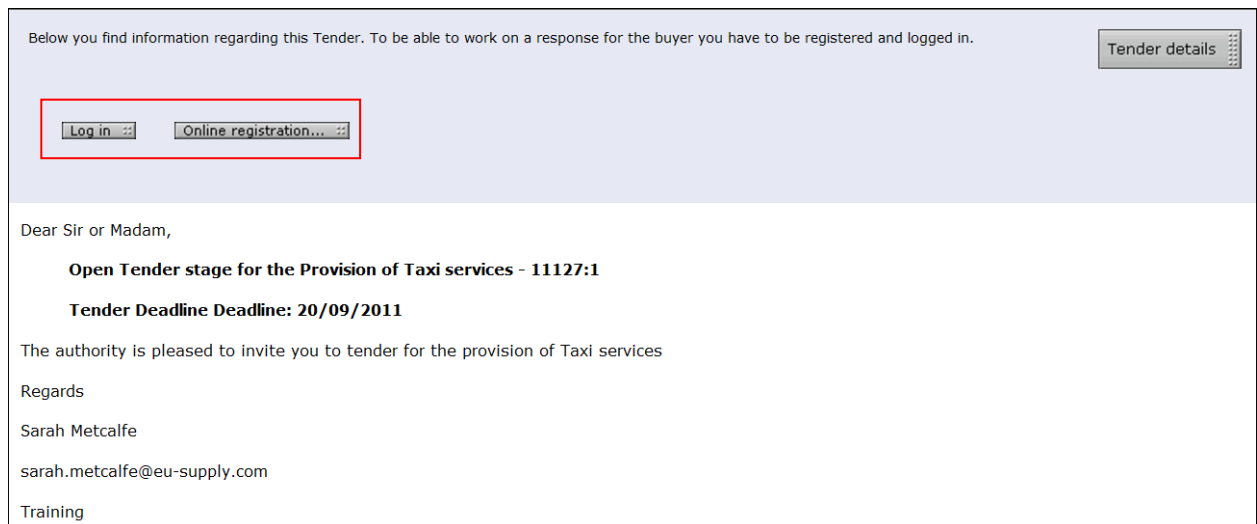 Below you find information regarding this Tender. To be able to work on a response for the buyer you have to be registered and logged in.
Tender details
Log in
Online registration...
Dear Sir or Madam,
Open Tender stage for the Provision of Taxi services - 11127:1
Tender Deadline Deadline: 20/09/2011
The authority is pleased to invite you to tender for the provision of Taxi services
Regards
Sarah Metcalfe
sarah.metcalfe@eu-supply.com
Training